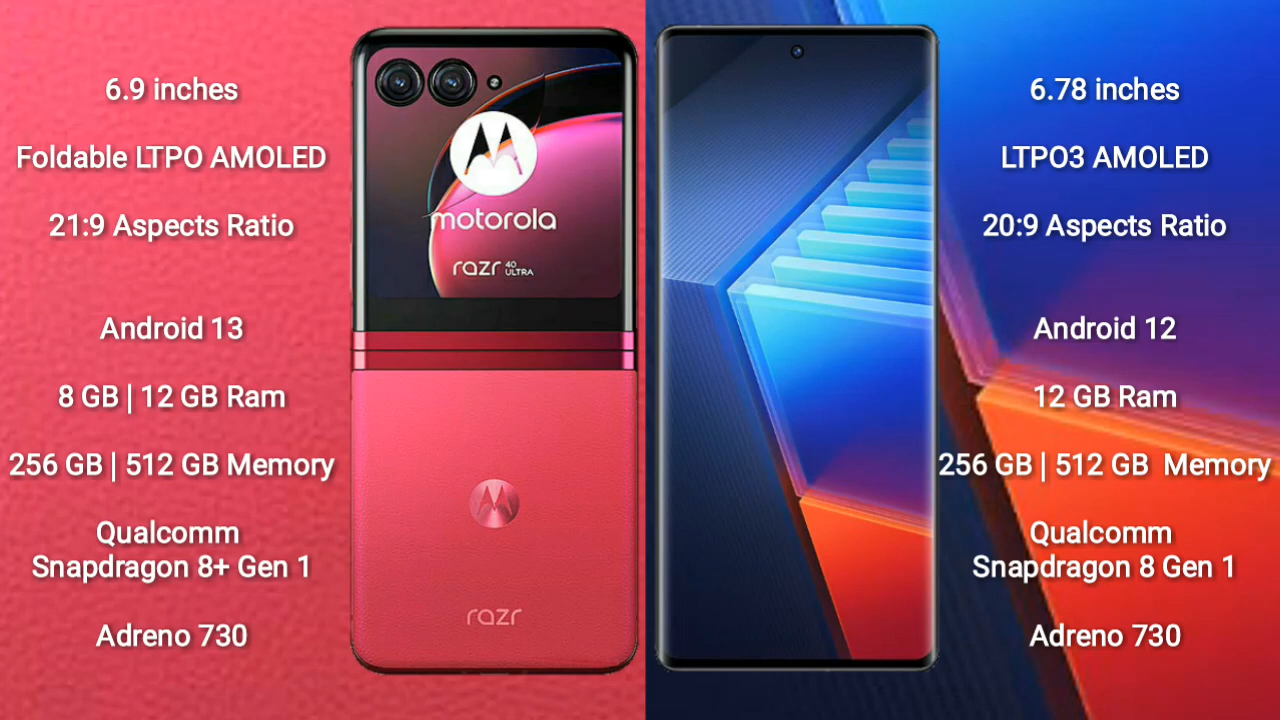 6.9 inches
Foldable LTPO AMOLED
21:9 Aspects Ratio
Android 13
8 GB | 12 GB Ram
256 GB | 512 GB Memory
Qualcomm
Snapdragon 8+ Gen 1
Adreno 730
motorola
razr 40 ULTRA
razr
6.78 inches
LTPO3 AMOLED
20:9 Aspects Ratio
Android 12
12 GB Ram
256 GB | 512 GB Memory
Qualcomm
Snapdragon 8 Gen 1
Adreno 730